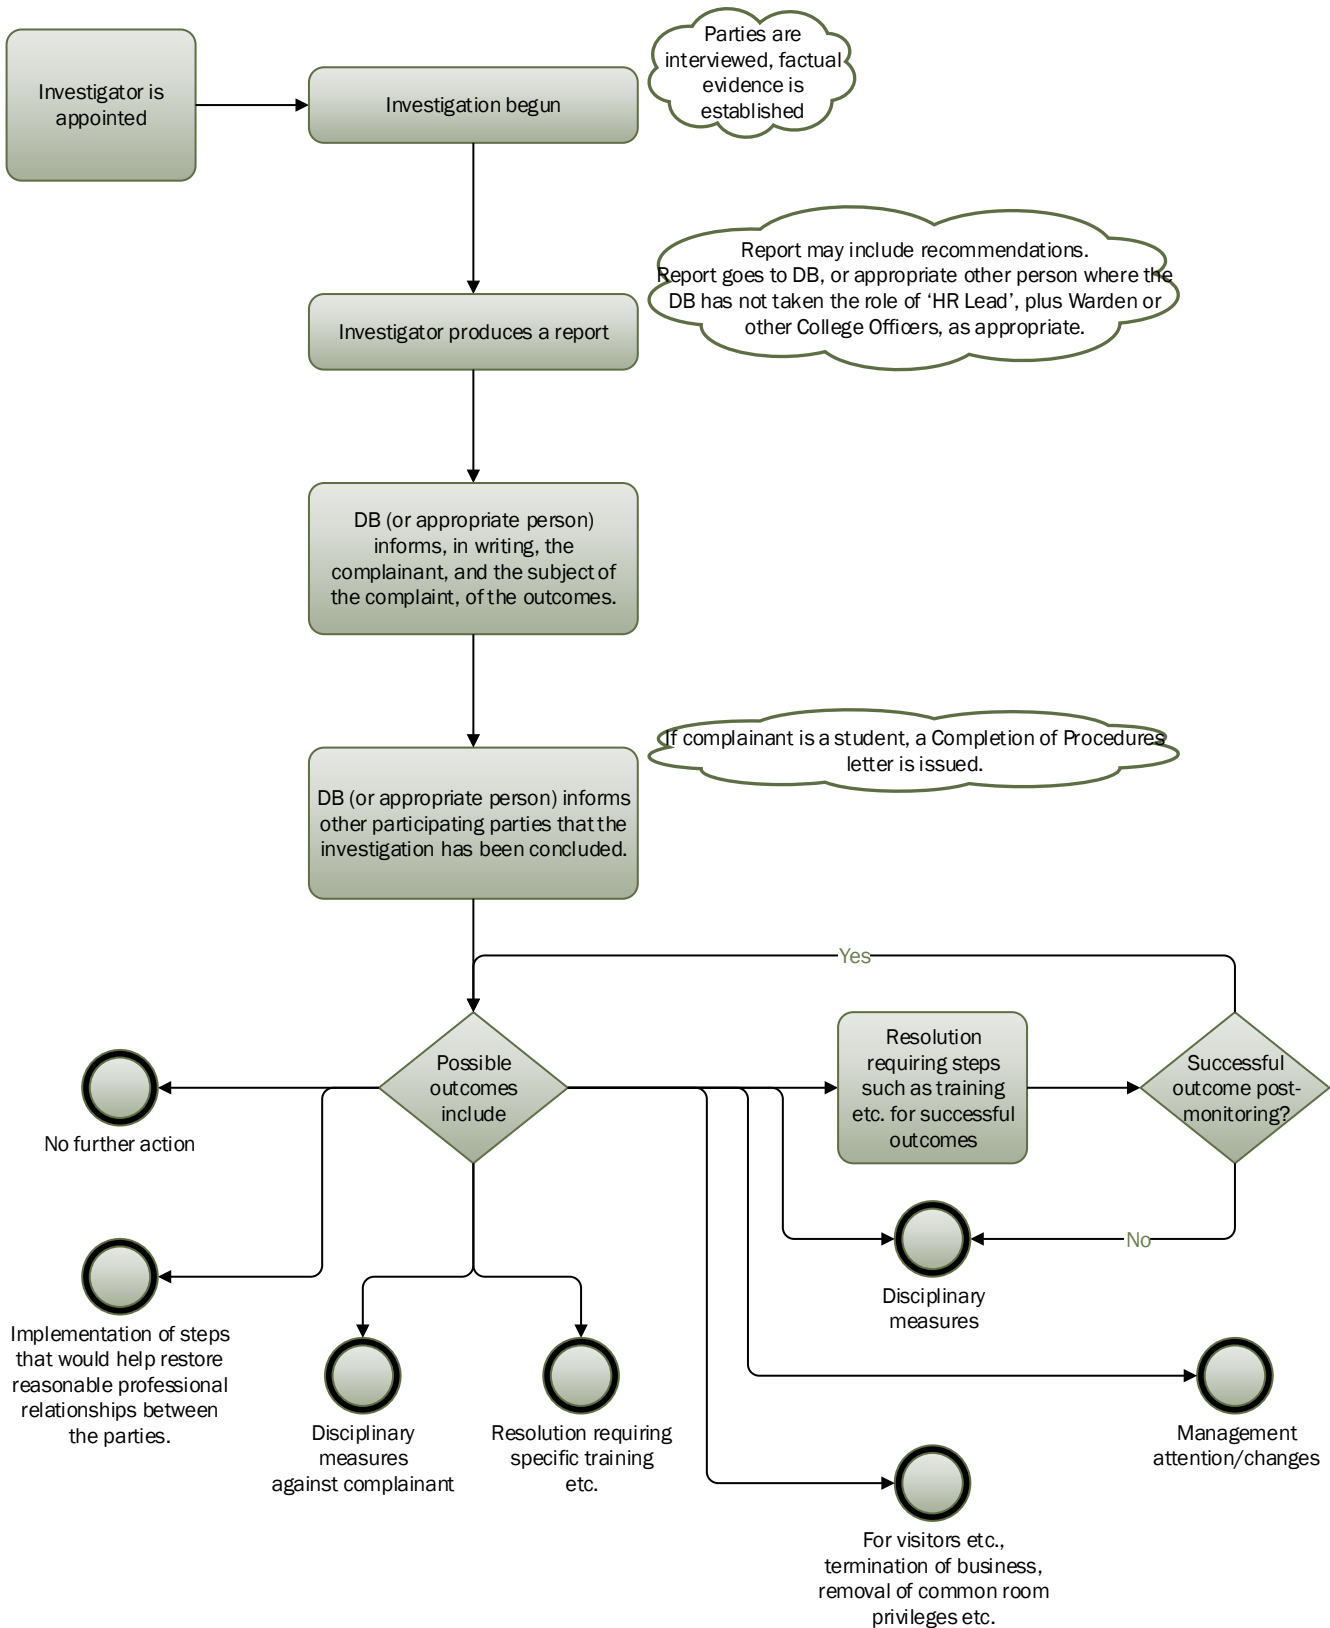 Parties are
interviewed, factual
evidence is
established
Investigator is
appointed
Investigation begun
Report may include recommendations.
Report goes to DB, or appropriate other person where the
DB has not taken the role of ‘HR Lead’, plus Warden or
other College Officers, as appropriate.
Investigator produces a report
DB (or appropriate person)
informs, in writing, the
complainant, and the subject of
the complaint, of the outcomes.
If complainant is a student, a Completion of Procedures
letter is issued.
DB (or appropriate person) informs
other participating parties that the
investigation has been concluded.
Yes
Possible
outcomes
include
Resolution
requiring steps
such as training
etc. for successful
outcomes
Successful
outcome post-
monitoring?
No further action
No
Disciplinary
measures
Implementation of steps
that would help restore
reasonable professional
relationships between
the parties.
Disciplinary
measures
against complainant
Resolution requiring
specific training
etc.
Management
attention/changes
For visitors etc.,
termination of business,
removal of common room
privileges etc.